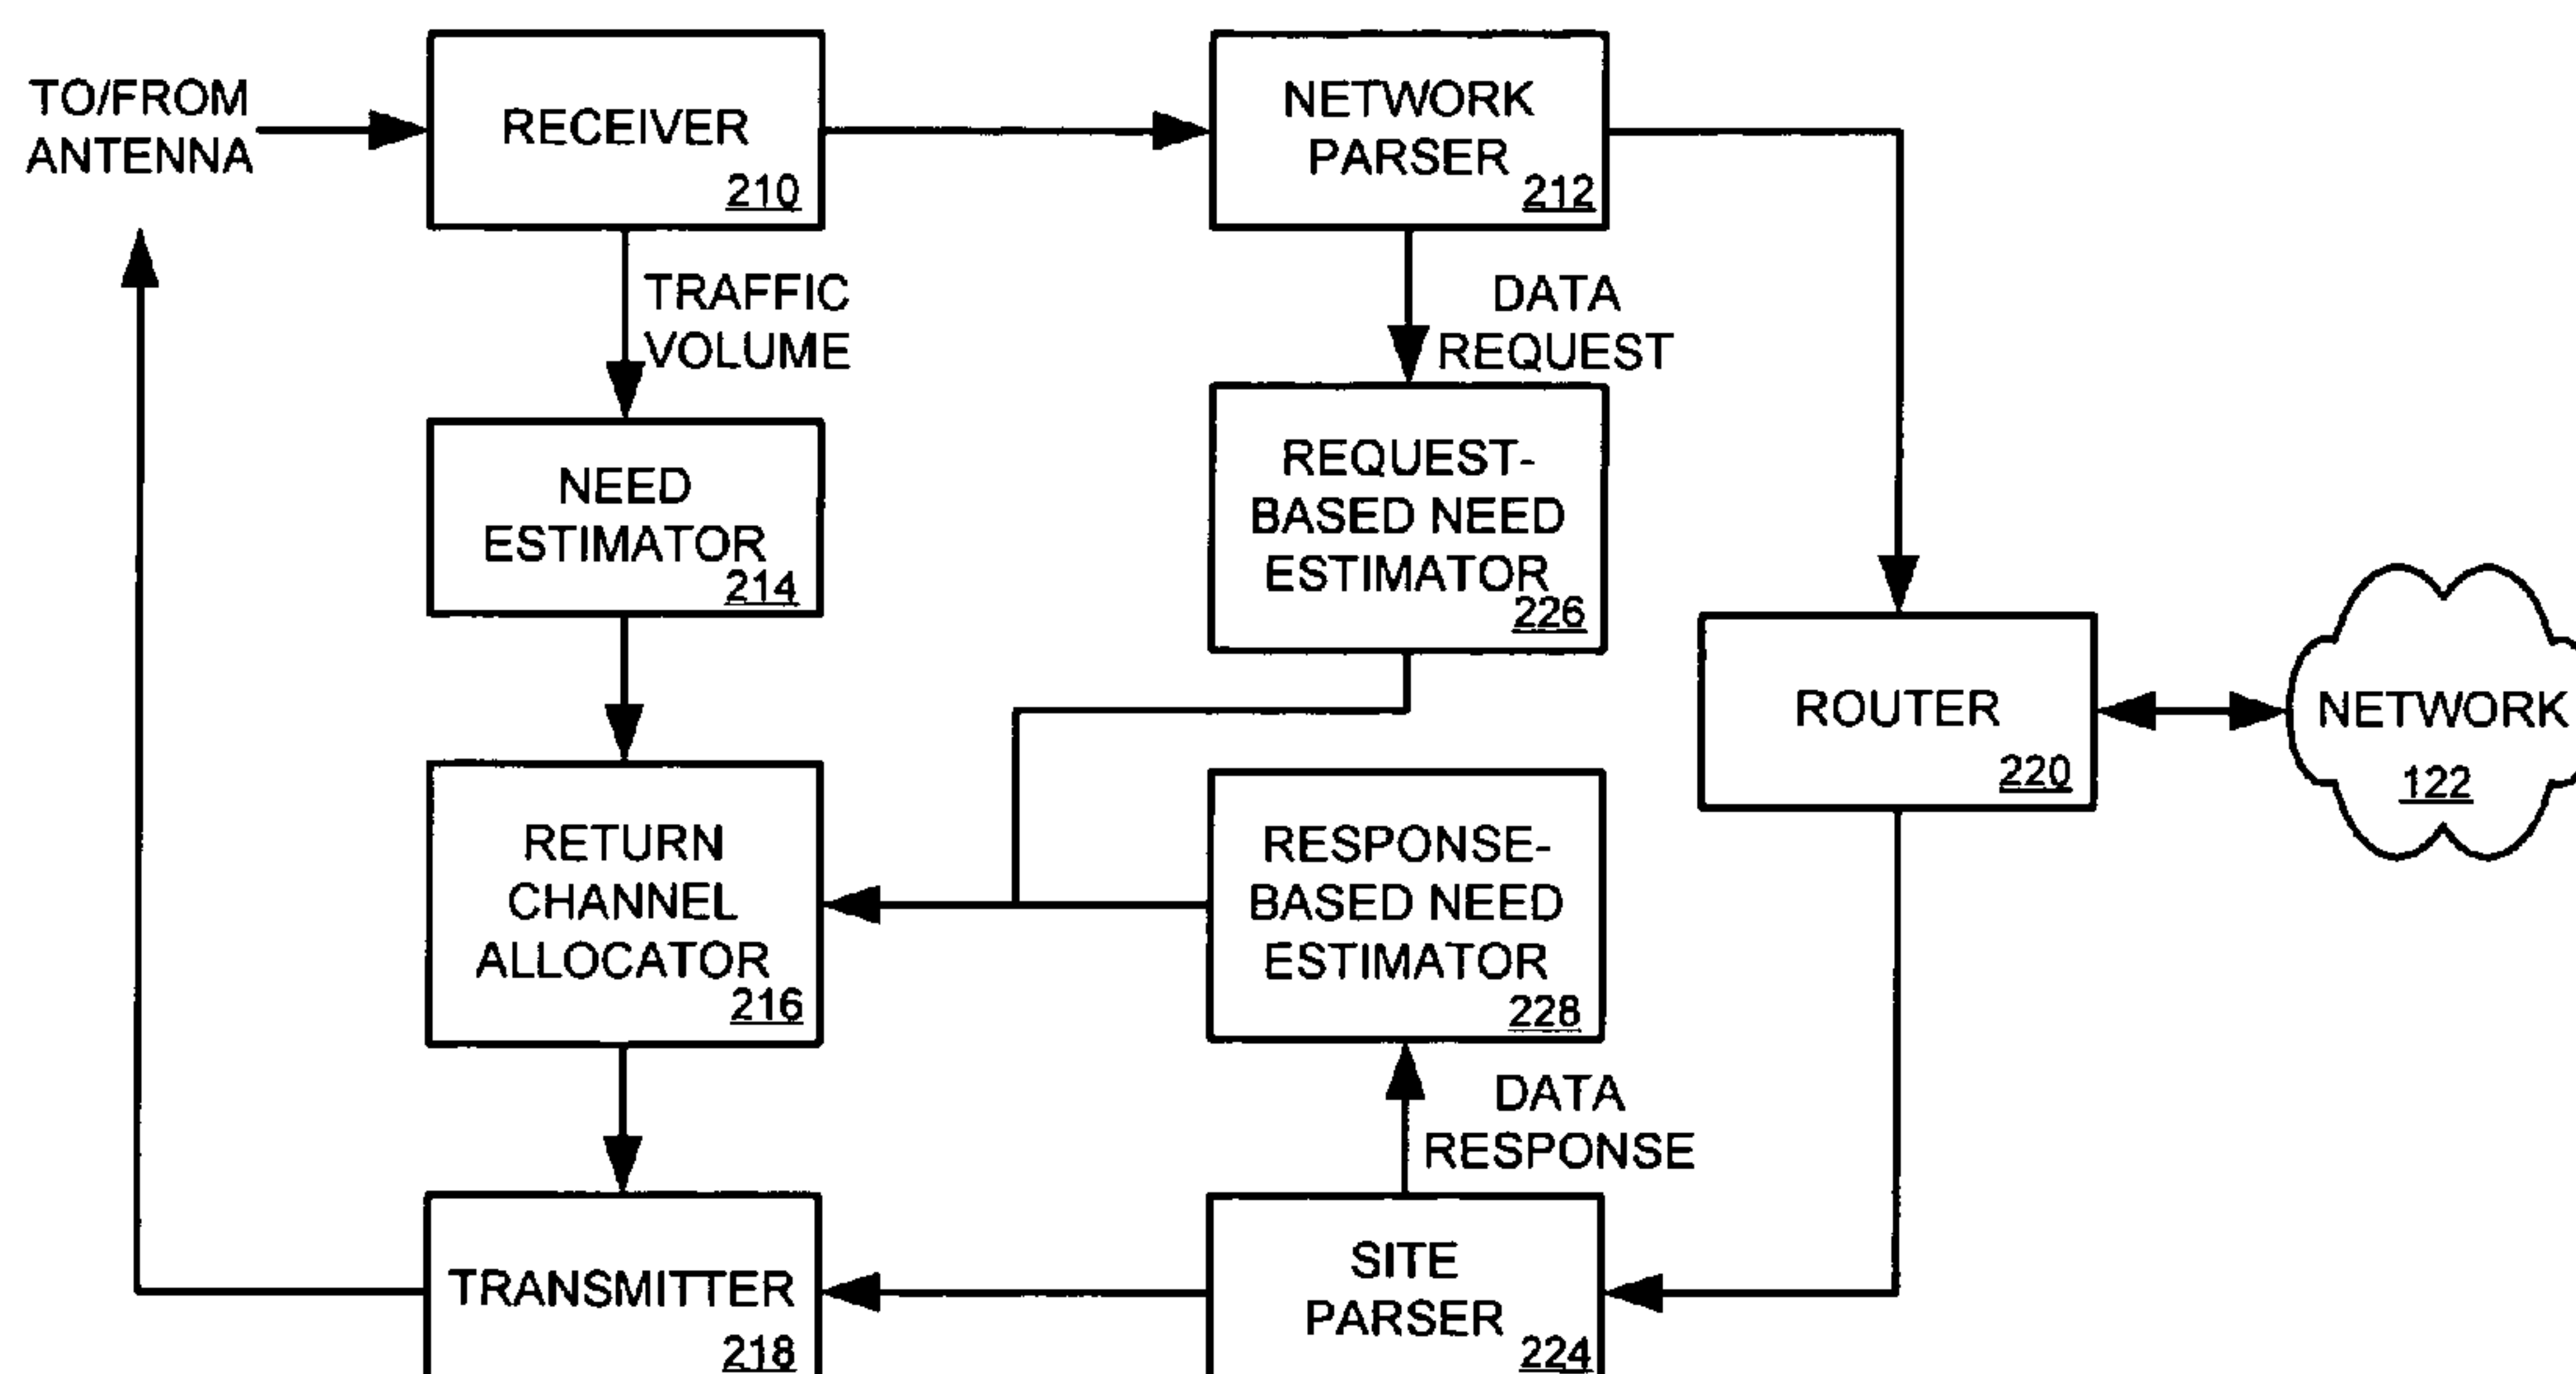 TO/FROM
ANTENNA
RECEIVER
210
NETWORK
PARSER
212
TRAFFIC
VOLUME
DATA
REQUEST
NEED
ESTIMATOR
214
REQUEST-
BASED NEED
ESTIMATOR
226
ROUTER
220
NETWORK
122
RETURN
CHANNEL
ALLOCATOR
216
RESPONSE-
BASED NEED
ESTIMATOR
228
DATA
RESPONSE
TRANSMITTER
218
SITE
PARSER
224